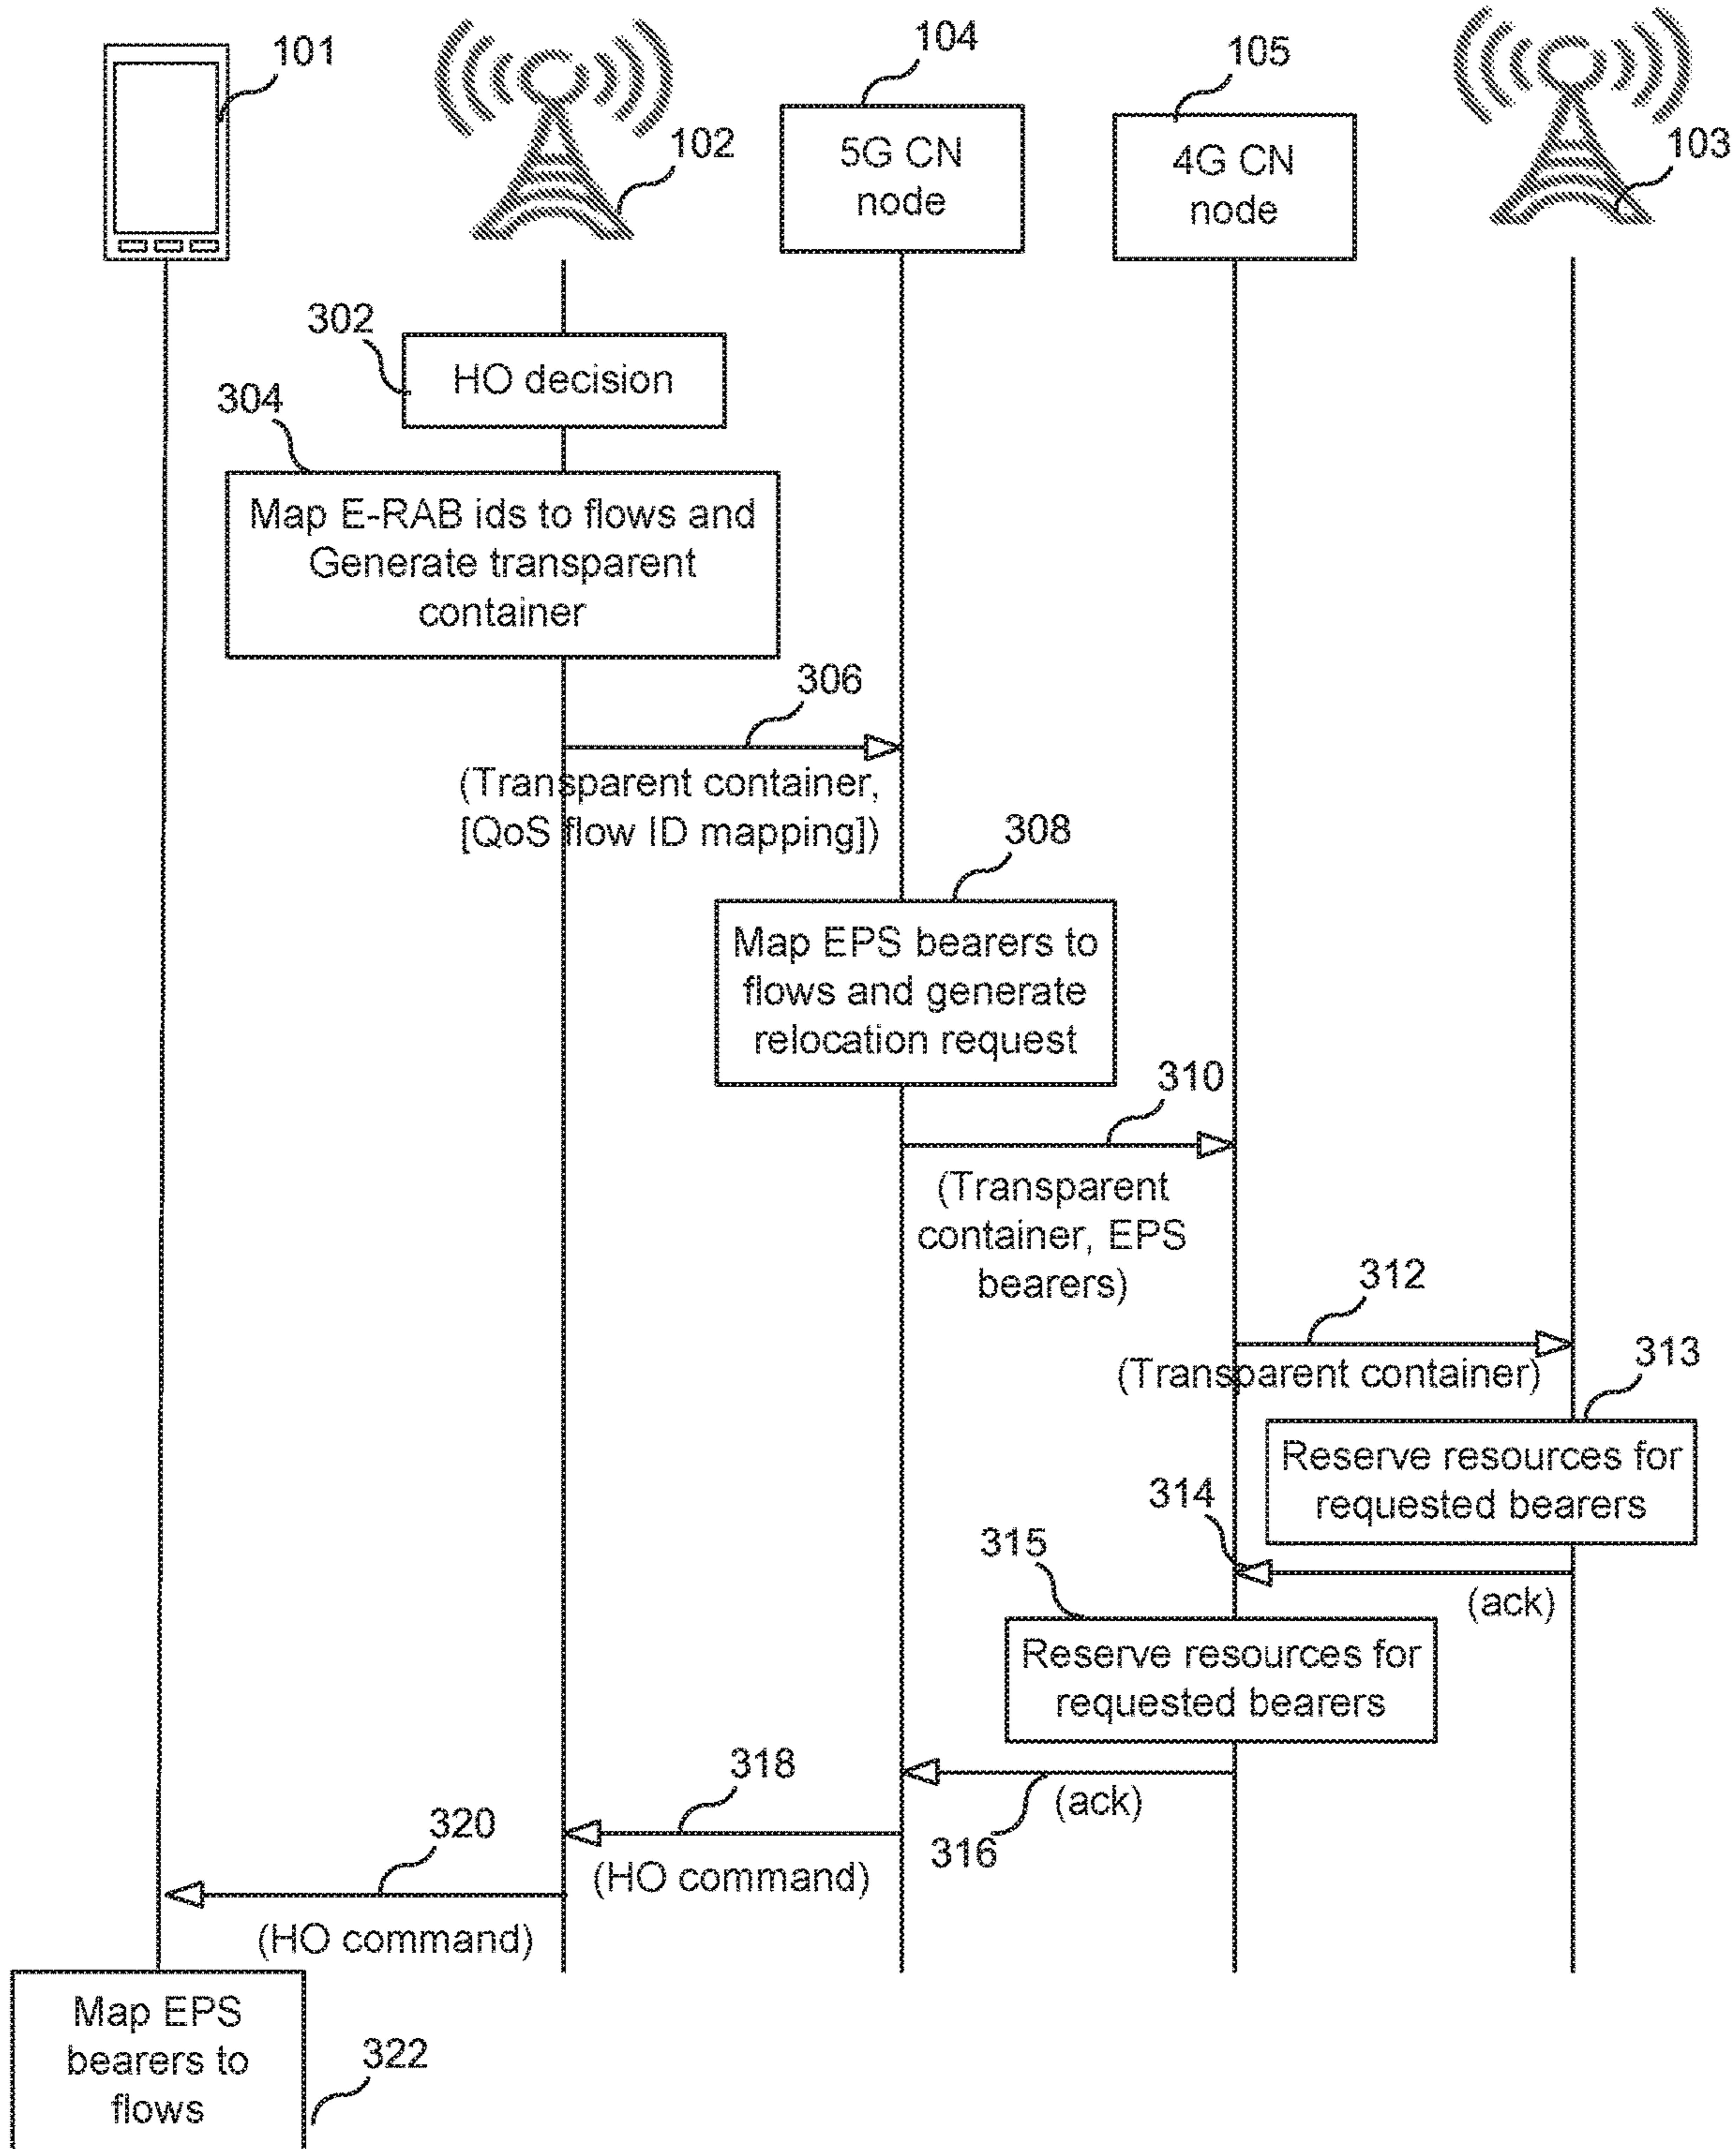 101
102
104
105
103
5G CN
node
4G CN
node
302
HO decision
304
Map E-RAB ids to flows and
Generate transparent
container
306
(Transparent container,
[QoS flow ID mapping])
308
Map EPS bearers to
flows and generate
relocation request
310
(Transparent
container, EPS
bearers)
312
(Transparent container)
313
Reserve resources for
requested bearers
314
(ack)
315
Reserve resources for
requested bearers
316
(ack)
318
(HO command)
320
(HO command)
Map EPS
bearers to
flows
322